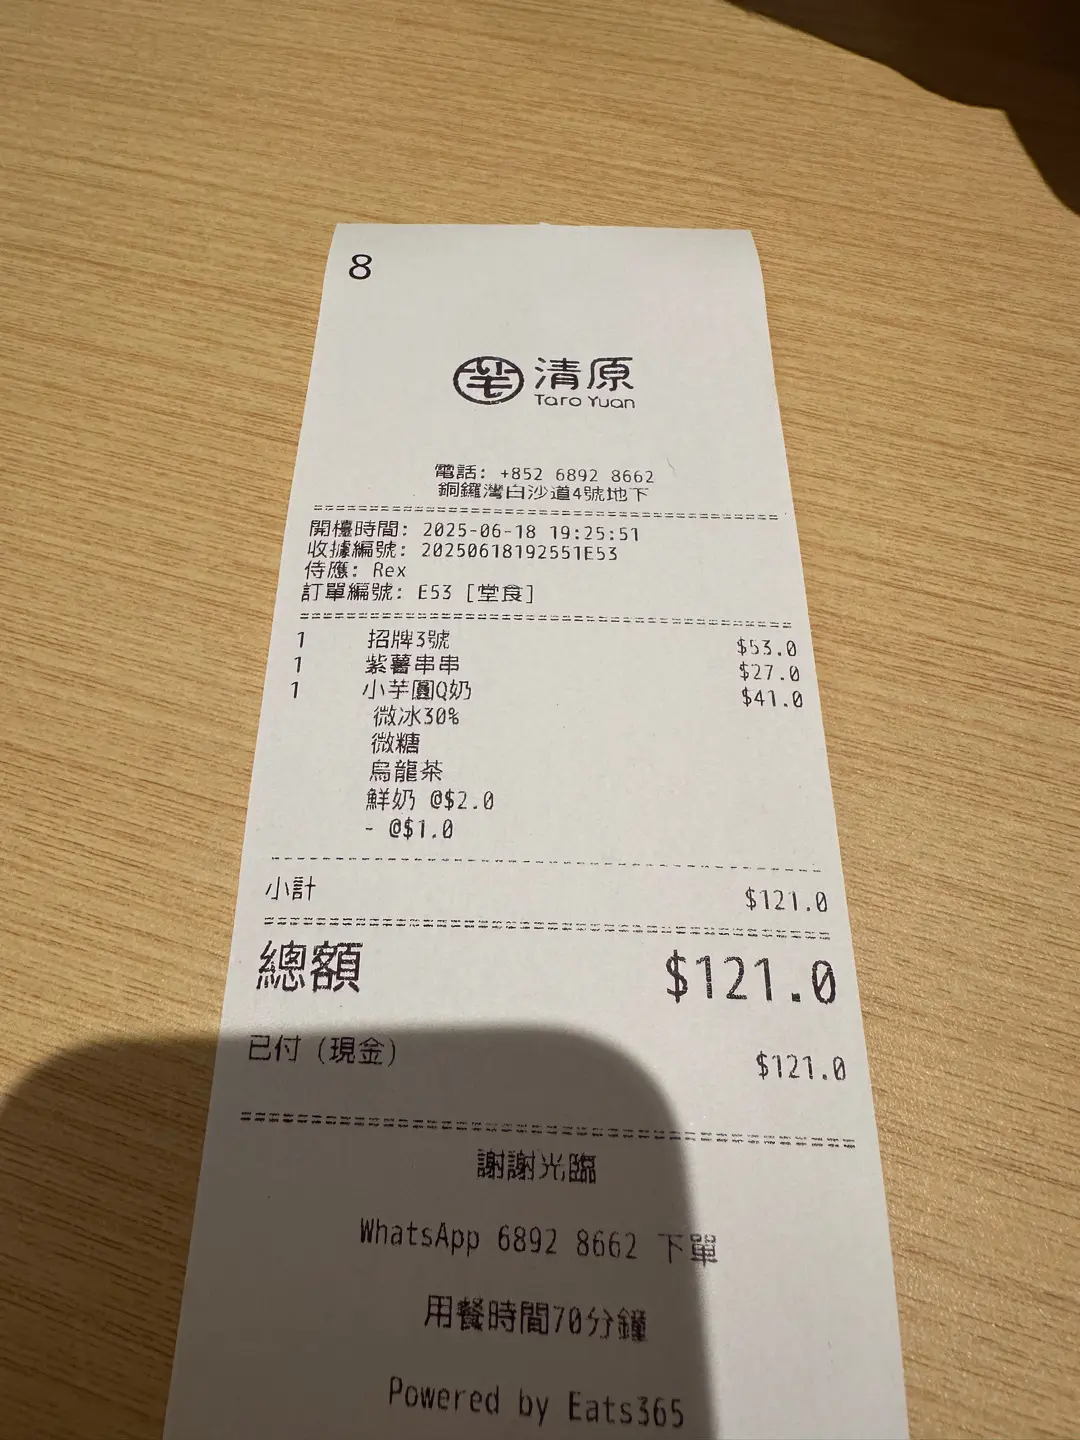 8
清原
Taro Yuan
電話: +852 6892 8662
銅鑼灣白沙道4號地下
開檯時間: 2025-06-18 19:25:51
收據編號: 20250618192551E53
侍應: Rex
訂單編號: E53 [堂食]
1 招牌3號 $53.0
1 紫薯串串 $27.0
1 小芋圓Q奶 $41.0
微冰30%
微糖
烏龍茶
鮮奶 @$2.0
- @$1.0
小計 $121.0
總額 $121.0
已付 (現金) $121.0
謝謝光臨
WhatsApp 6892 8662 下單
用餐時間70分鐘
Powered by Eats365